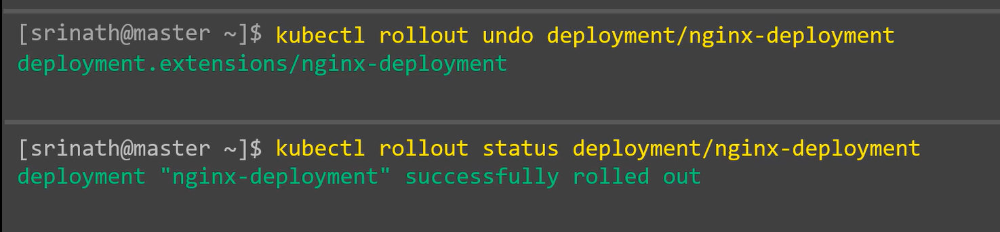 [srinath@master ~]$ kubectl rollout undo deployment/nginx-deployment
deployment.extensions/nginx-deployment
[srinath@master ~]$ kubectl rollout status deployment/nginx-deployment
deployment "nginx-deployment" successfully rolled out